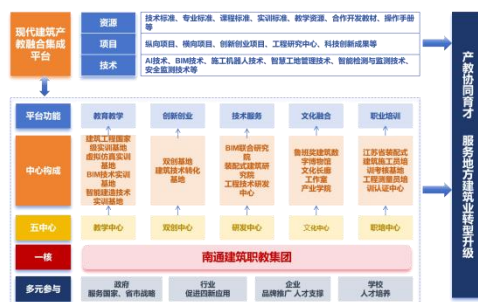 现代建筑产
教融合集成
平台
资源
技术标准、专业标准、课程标准、实训标准、教学资源、合作开发教材、操作手册
等
项目
纵向项目、横向项目、创新创业项目、工程研究中心、科技创新成果等
技术
AI技术、BIM技术、施工机器人技术、智慧工地管理技术、智能检测与监测技术、
安全监测技术等
平台功能
教育教学
创新创业
技术服务
文化融合
职业培训
中心构成
建筑工程国家
级实训基地
虚拟仿真实训
基地
BIM技术实训
基地
智能建造技术
实训基地
双创基地
建筑技术转化
基地
BIM联合研究
院
装配式建筑研
究院
工程技术研发
中心
鲁班奖建筑数
字博物馆
文化长廊
工作室
产业学院
江苏省装配式
建筑施工员培
训考核基地
工程测量员培
训认证中心
五中心
教学中心
双创中心
研发中心
文化中心
职培中心
一核
南通建筑职教集团
多元参与
政府
服务国家、省市战略
行业
促进四新应用
企业
品牌推广 人才支撑
学校
人才培养
产教协同育才 服务地方建筑业转型升级